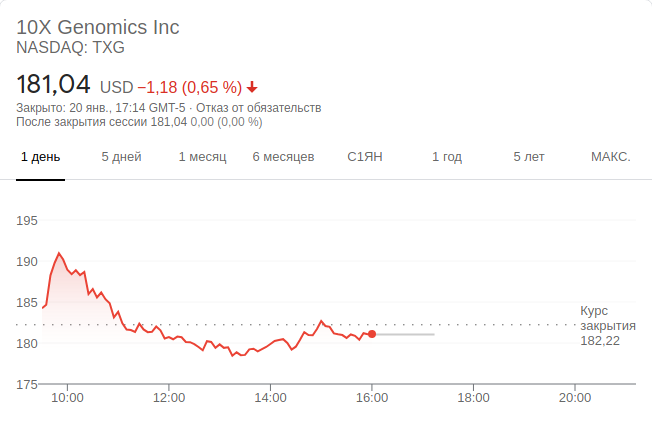 10X Genomics Inc
NASDAQ: TXG
181,04 USD −1,18 (0,65 %)
Закрыто: 20 янв., 17:14 GMT-5 · Отказ от обязательств
После закрытия сессии 181,04 0,00 (0,00 %)
1 день 5 дней 1 месяц 6 месяцев С1ЯН 1 год 5 лет МАКС.
195
190
185
Курс
закрытия
182,22
180
175
10:00 12:00 14:00 16:00 18:00 20:00